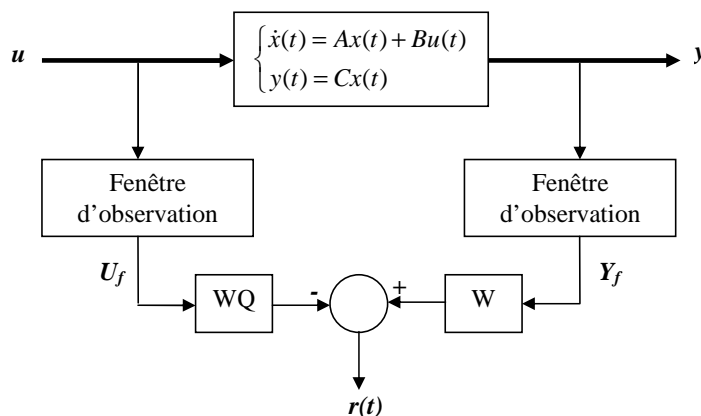 ẋ(t) = Ax(t) + Bu(t)
u
y
y(t) = Cx(t)
Fenêtre
d'observation
Fenêtre
d'observation
U_f
Y_f
WQ
-
+
W
r(t)